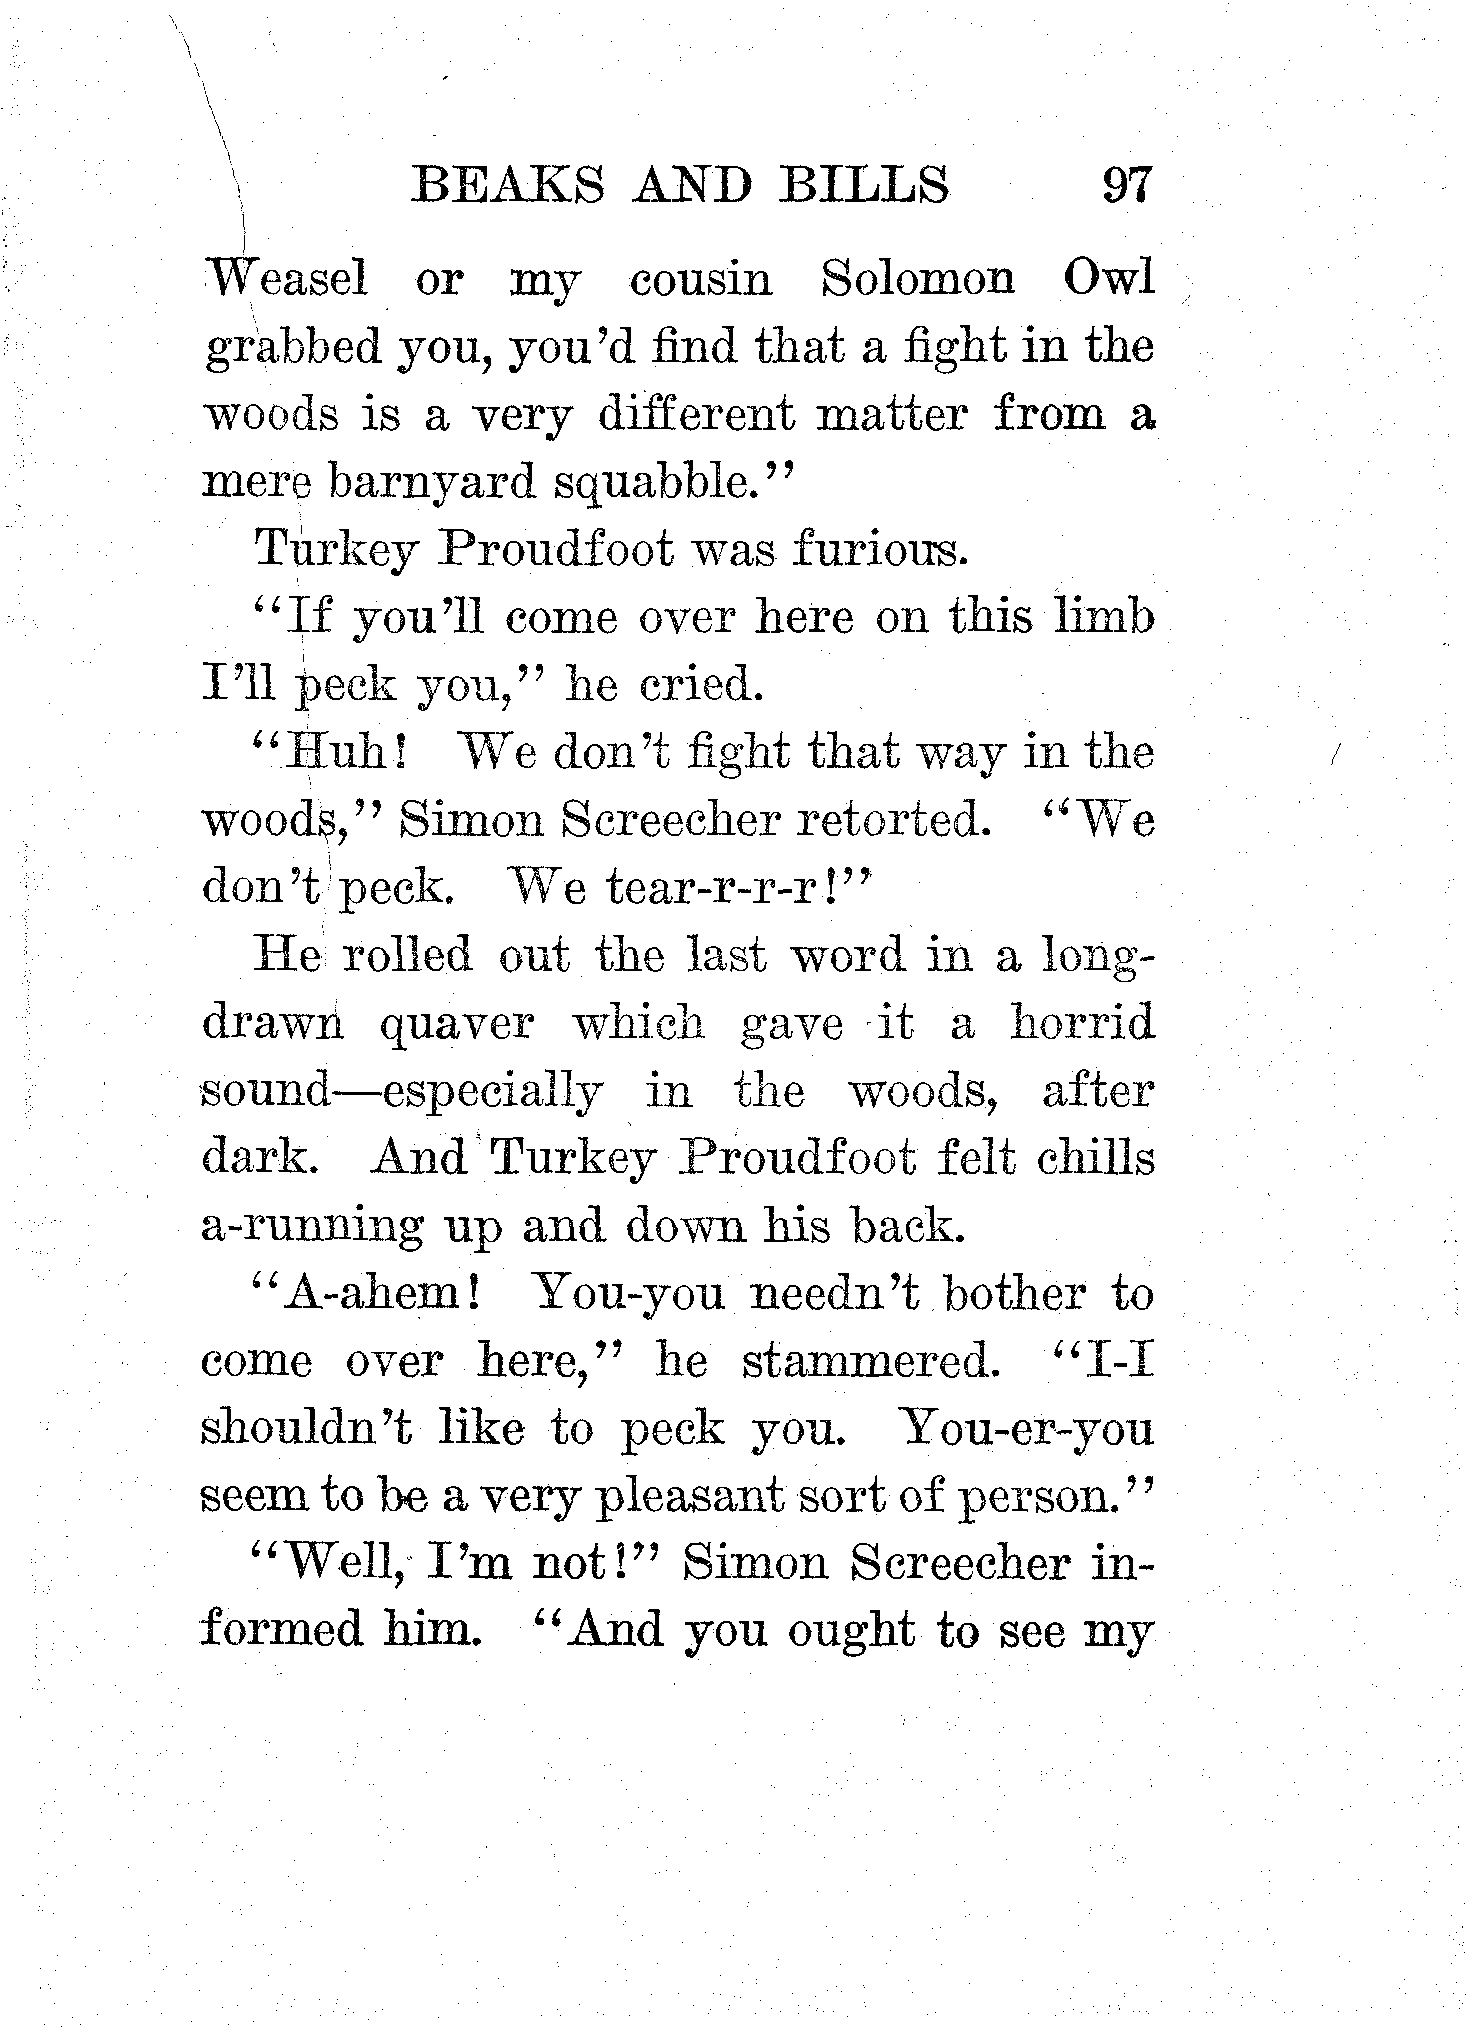 BEAKS AND BILLS 97
Weasel or my cousin Solomon Owl
grabbed you, you'd find that a fight in the
woods is a very different matter from a
mere barnyard squabble."
Turkey Proudfoot was furious.
"If you'll come over here on this limb
I'll peck you," he cried.
"Huh! We don't fight that way in the
woods," Simon Screecher retorted. "We
don't peck. We tear-r-r-r!"
He rolled out the last word in a long-
drawn quaver which gave it a horrid
sound—especially in the woods, after
dark. And Turkey Proudfoot felt chills
a-running up and down his back.
"A-ahem! You-you needn't bother to
come over here," he stammered. "I-I
shouldn't like to peck you. You-er-you
seem to be a very pleasant sort of person."
"Well, I'm not!" Simon Screecher in-
formed him. "And you ought to see my